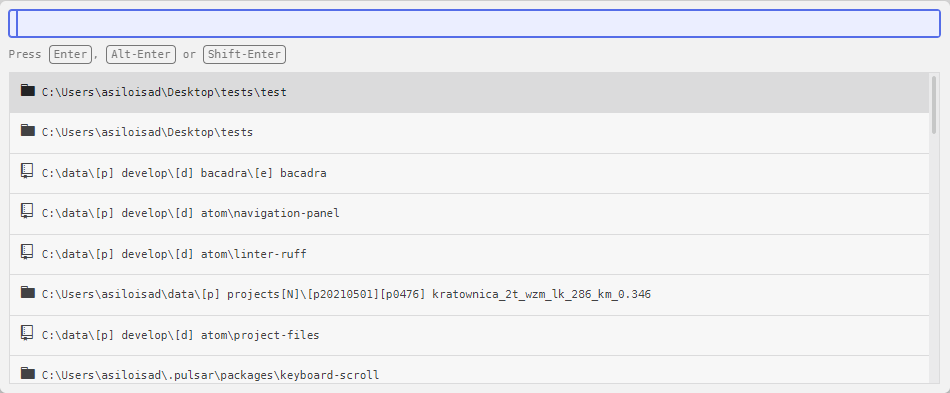 Press Enter, Alt-Enter or Shift-Enter
C:\Users\asiloisad\Desktop\tests\test
C:\Users\asiloisad\Desktop\tests
C:\data\[p] develop\[d] bacadra\[e] bacadra
C:\data\[p] develop\[d] atom\navigation-panel
C:\data\[p] develop\[d] atom\linter-ruff
C:\Users\asiloisad\data\[p] projects[N]\[p20210501][p0476] kratownica_2t_wzm_lk_286_km_0.346
C:\data\[p] develop\[d] atom\project-files
C:\Users\asiloisad\.pulsar\packages\keyboard-scroll